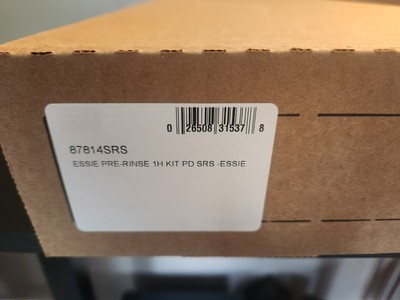 0 26508 31537 8
87814SRS
ESSIE PRE-RINSE 1H KIT PD SRS -ESSIE